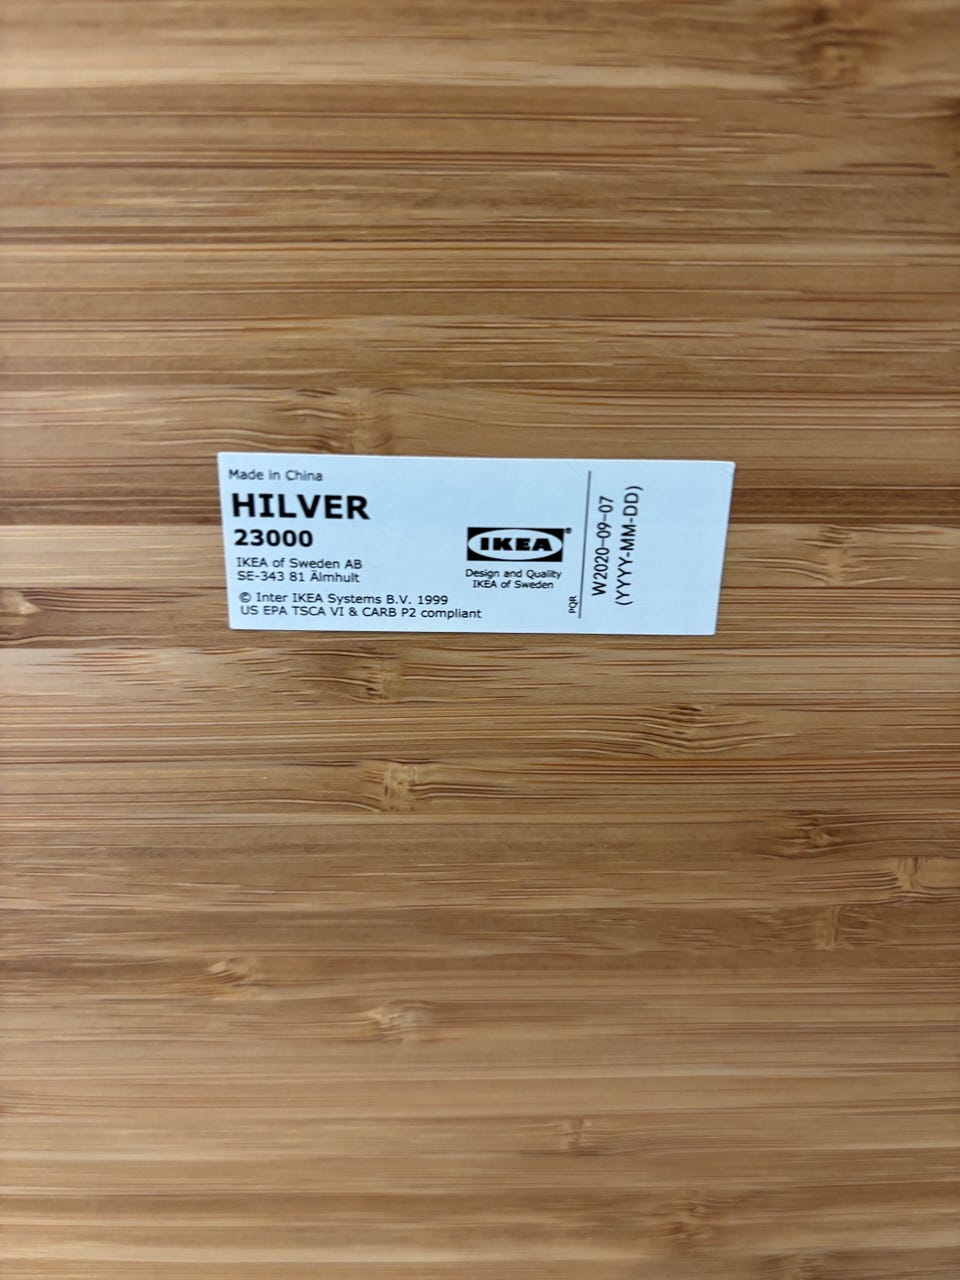 Made in China
HILVER
23000
IKEA of Sweden AB
SE-343 81 Älmhult
© Inter IKEA Systems B.V. 1999
US EPA TSCA VI & CARB P2 compliant
IKEA®
Design and Quality
IKEA of Sweden
PQR
W2020-09-07
(YYYY-MM-DD)